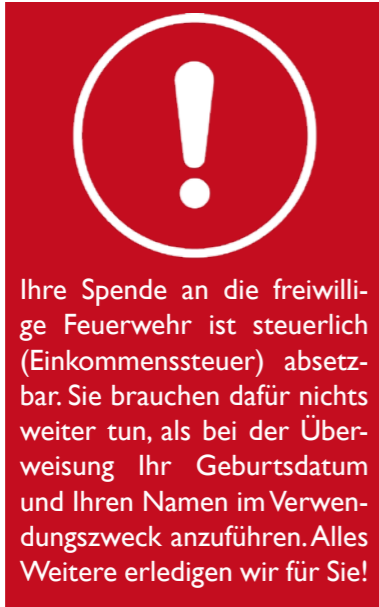 Ihre Spende an die freiwilli-
ge Feuerwehr ist steuerlich
(Einkommenssteuer) absetz-
bar. Sie brauchen dafür nichts
weiter tun, als bei der Über-
weisung Ihr Geburtsdatum
und Ihren Namen im Verwen-
dungszweck anzuführen. Alles
Weitere erledigen wir für Sie!